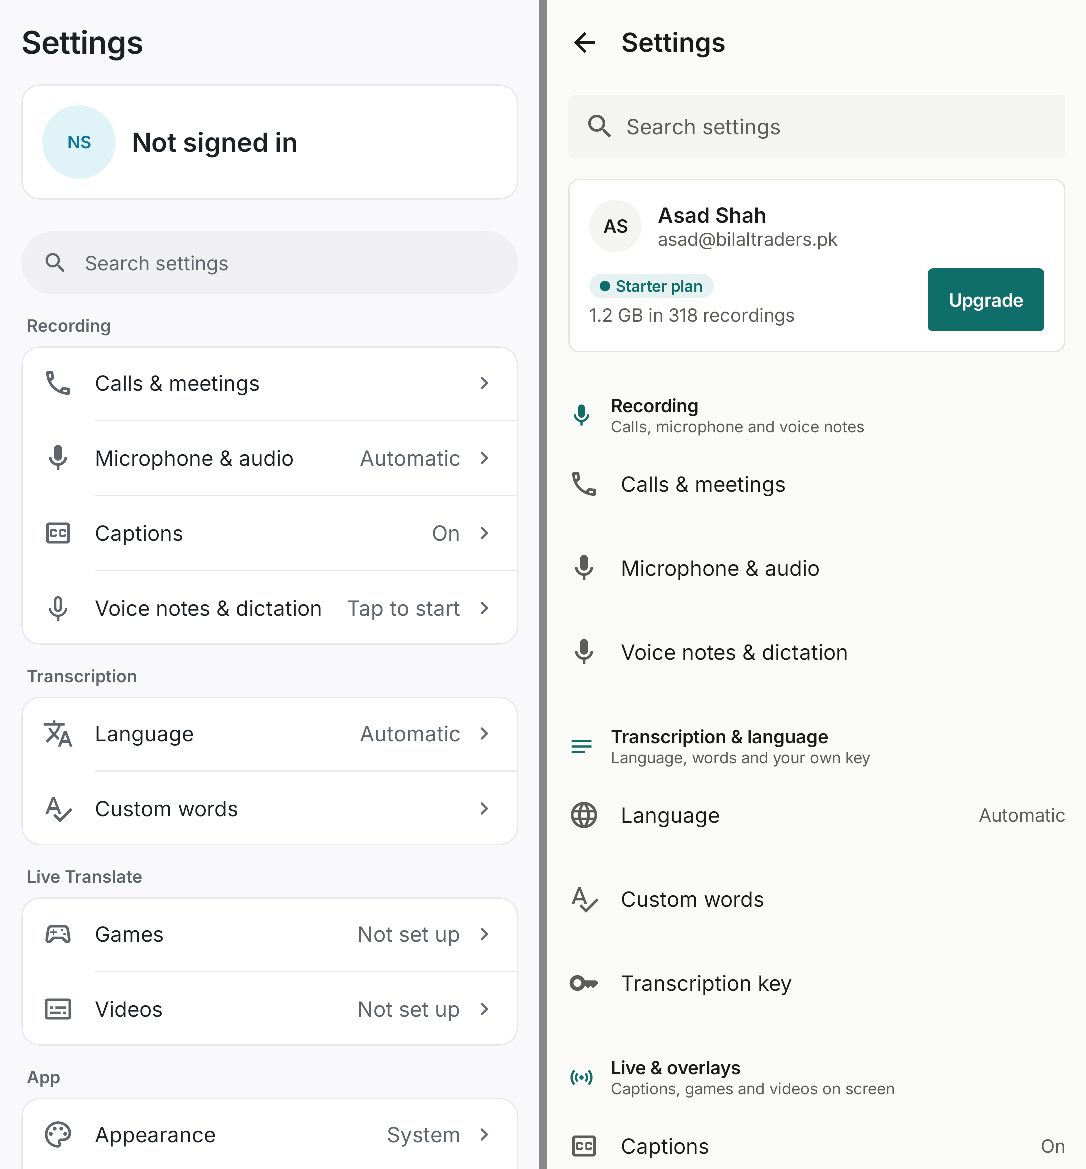 Settings
NS
Not signed in
Search settings
Recording
Calls & meetings
Microphone & audio Automatic
Captions On
Voice notes & dictation Tap to start
Transcription
Language Automatic
Custom words
Live Translate
Games Not set up
Videos Not set up
App
Appearance System
Settings
Search settings
AS
Asad Shah
asad@bilaltraders.pk
Starter plan
1.2 GB in 318 recordings
Upgrade
Recording
Calls, microphone and voice notes
Calls & meetings
Microphone & audio
Voice notes & dictation
Transcription & language
Language, words and your own key
Language Automatic
Custom words
Transcription key
Live & overlays
Captions, games and videos on screen
CC Captions On